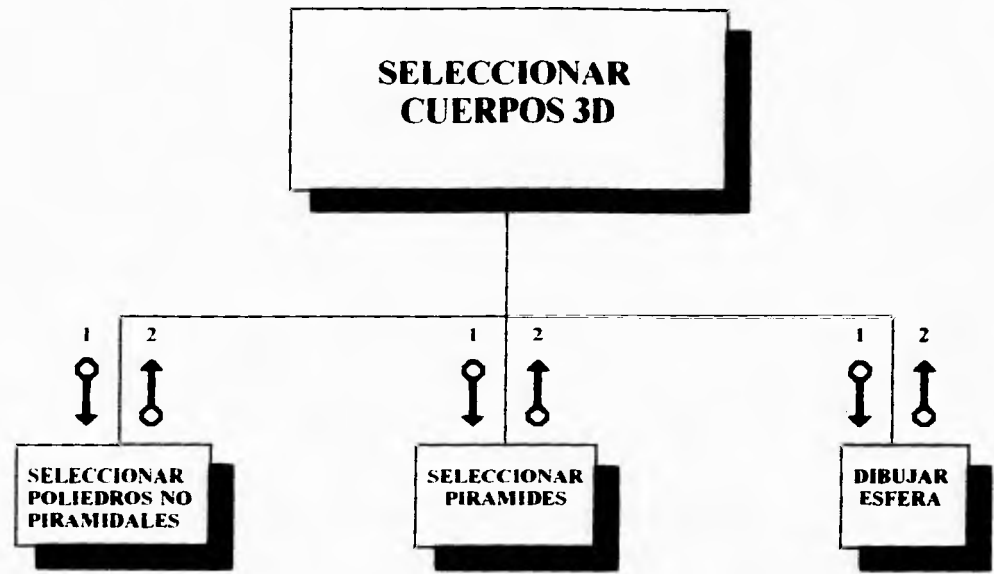 SELECCIONAR
CUERPOS 3D
1 2 1 2 1 2
SELECCIONAR
POLIEDROS NO
PIRAMIDALES
SELECCIONAR
PIRAMIDES
DIBUJAR
ESFERA